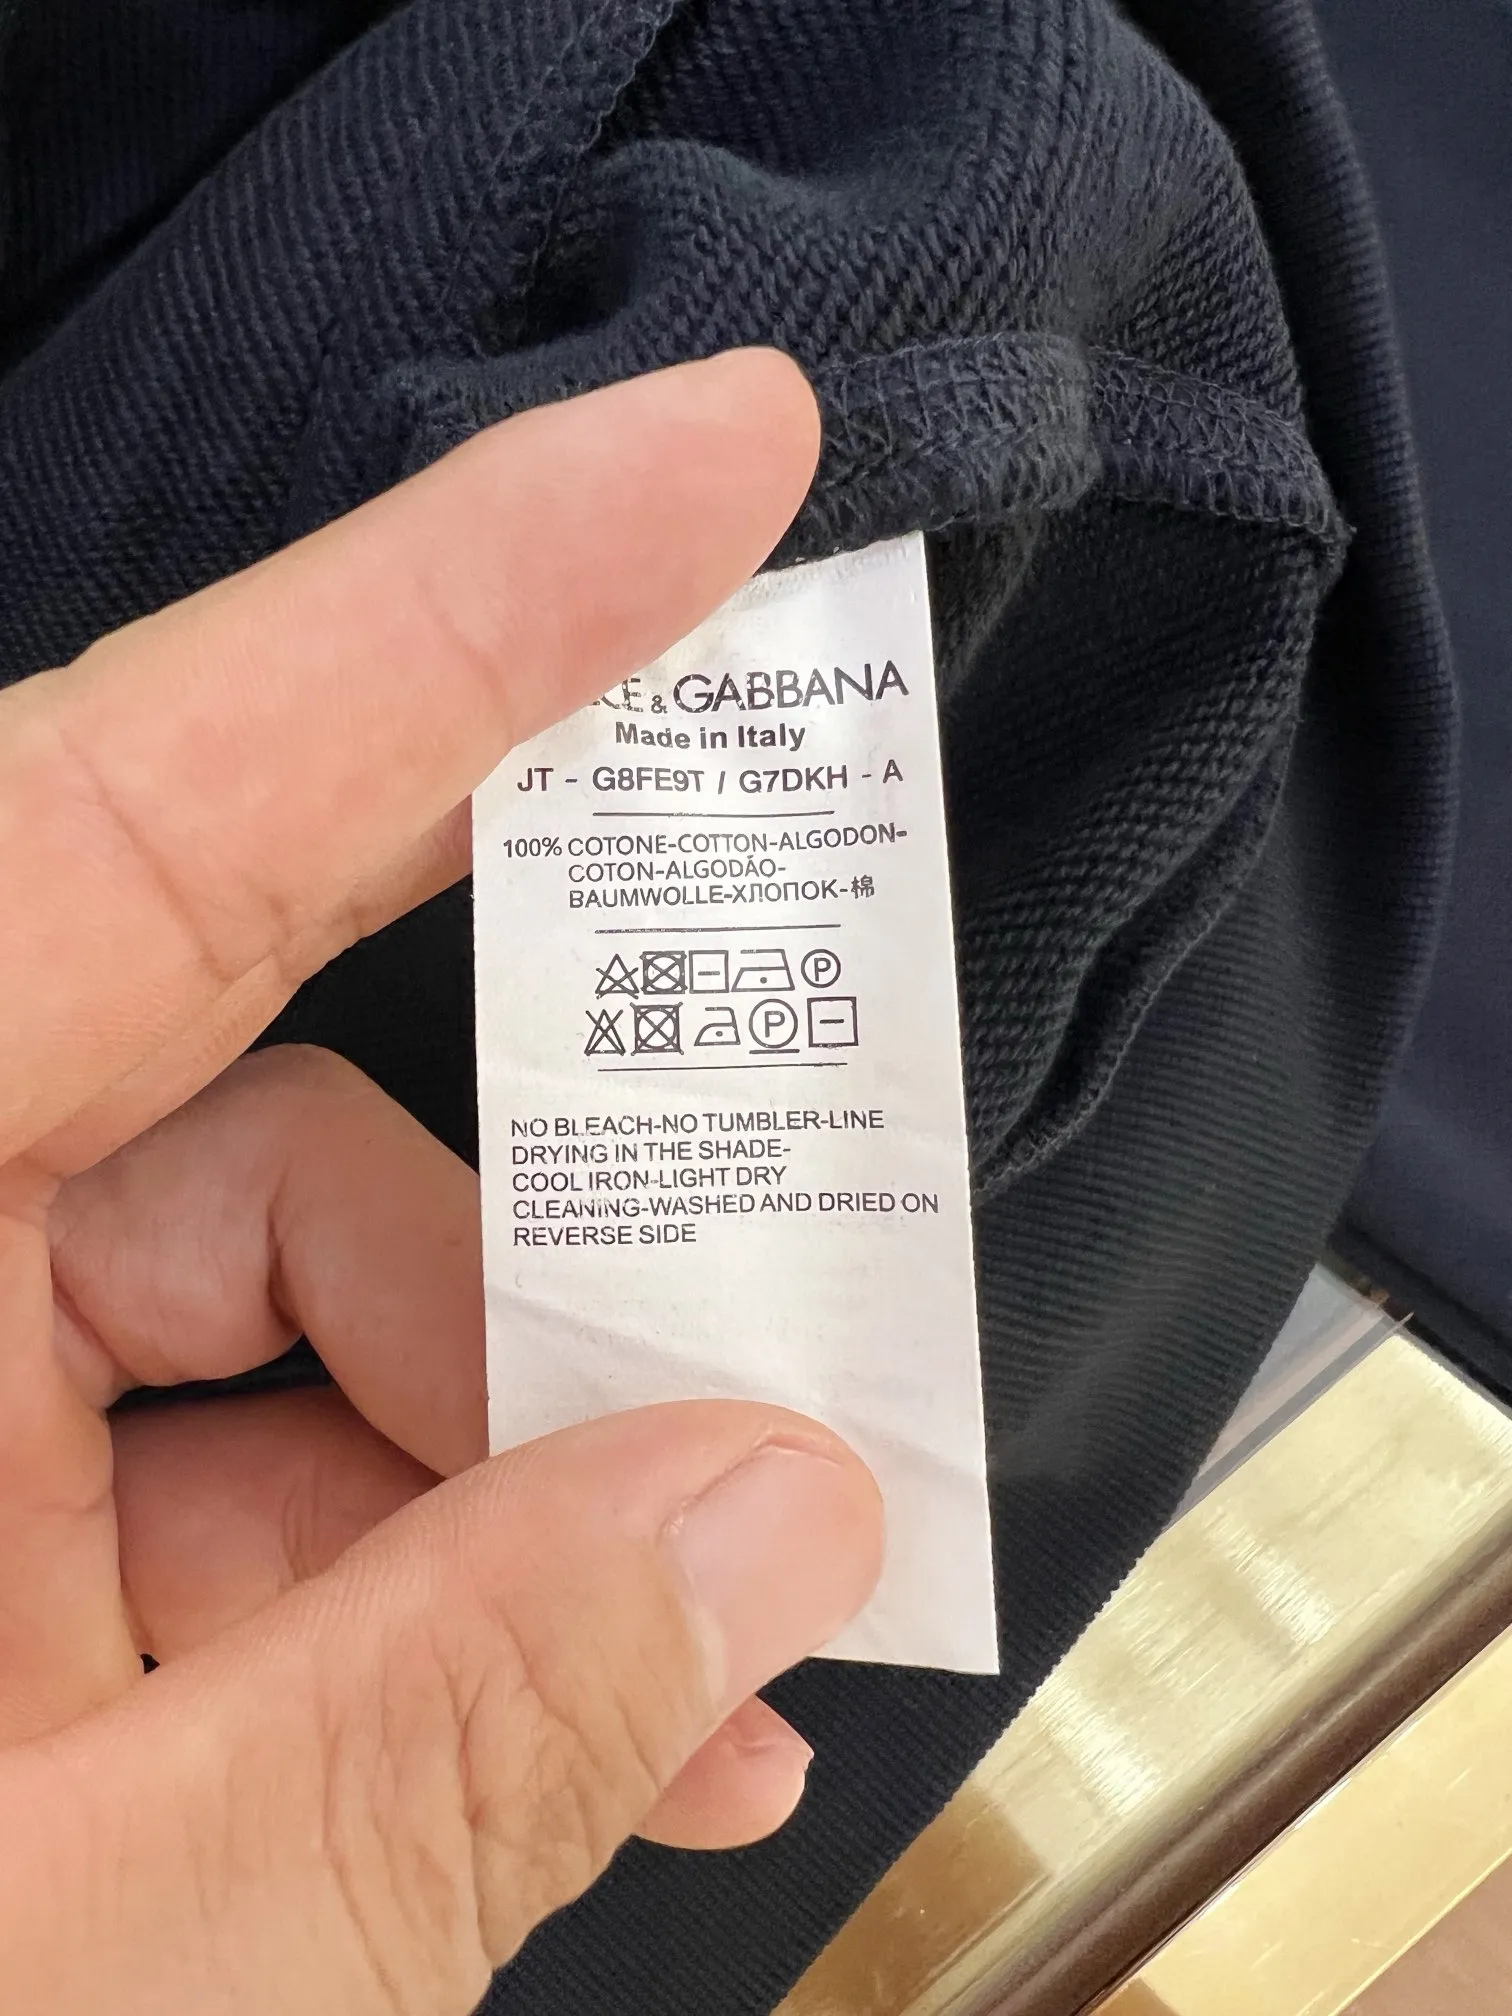 & GABBANA
Made in Italy
JT - G8FE9T / G7DKH - A
100% COTONE-COTTON-ALGODON-
COTON-ALGODÃO-
BAUMWOLLE-ХЛОПОК-棉
P
P
NO BLEACH-NO TUMBLER-LINE
DRYING IN THE SHADE-
COOL IRON-LIGHT DRY
CLEANING-WASHED AND DRIED ON
REVERSE SIDE